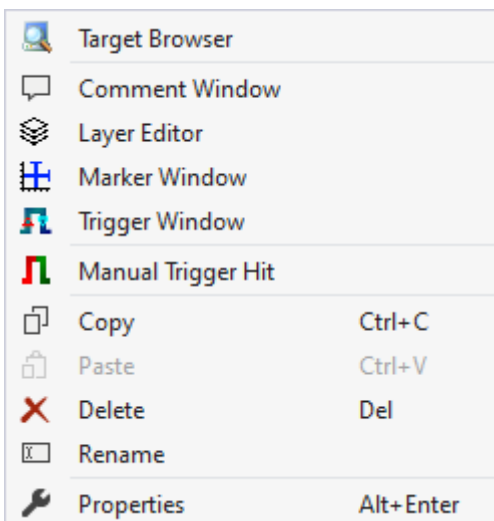 Target Browser
Comment Window
Layer Editor
Marker Window
Trigger Window
Manual Trigger Hit
Copy Ctrl+C
Paste Ctrl+V
Delete Del
Rename
Properties Alt+Enter